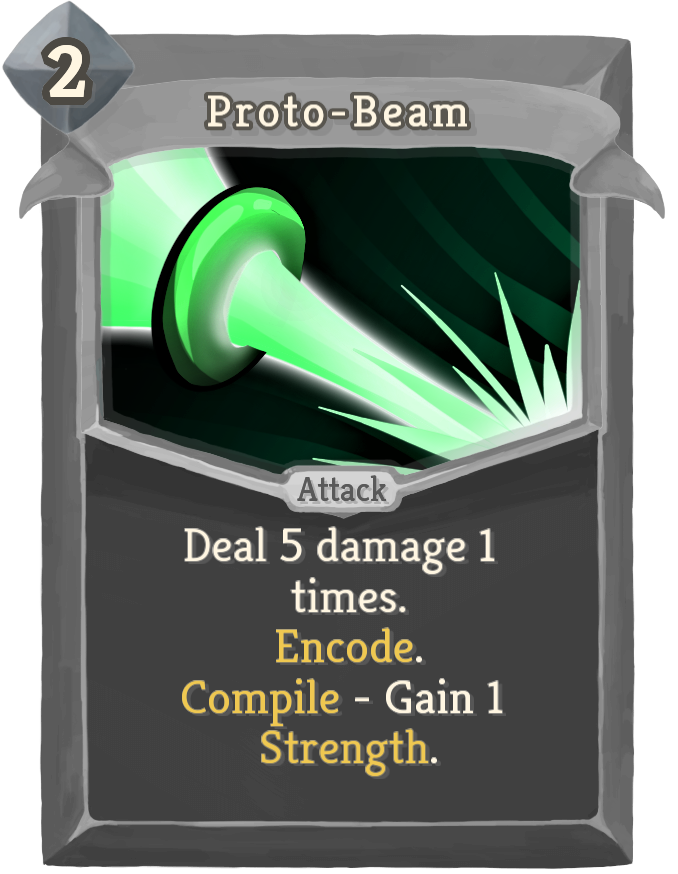 2
Proto-Beam
Attack
Deal 5 damage 1
times.
Encode.
Compile - Gain 1
Strength.